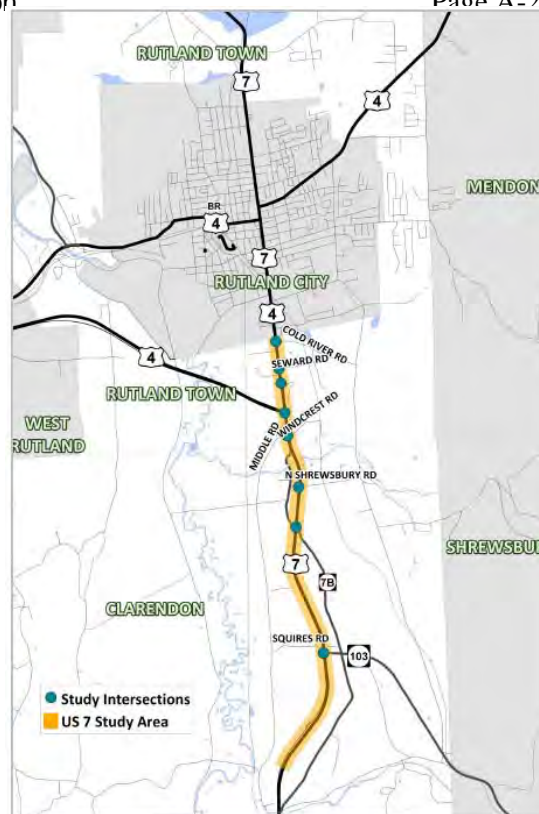 RUTLAND TOWN
7
4
MENDON
BR
4
7
RUTLAND CITY
4
COLD RIVER RD
4
SEWARD RD
RUTLAND TOWN
WINDCREST RD
MIDDLE RD
WEST
RUTLAND
N SHREWSBURY RD
SHREWSBU
7
7B
CLARENDON
SQUIRES RD
103
Study Intersections
US 7 Study Area